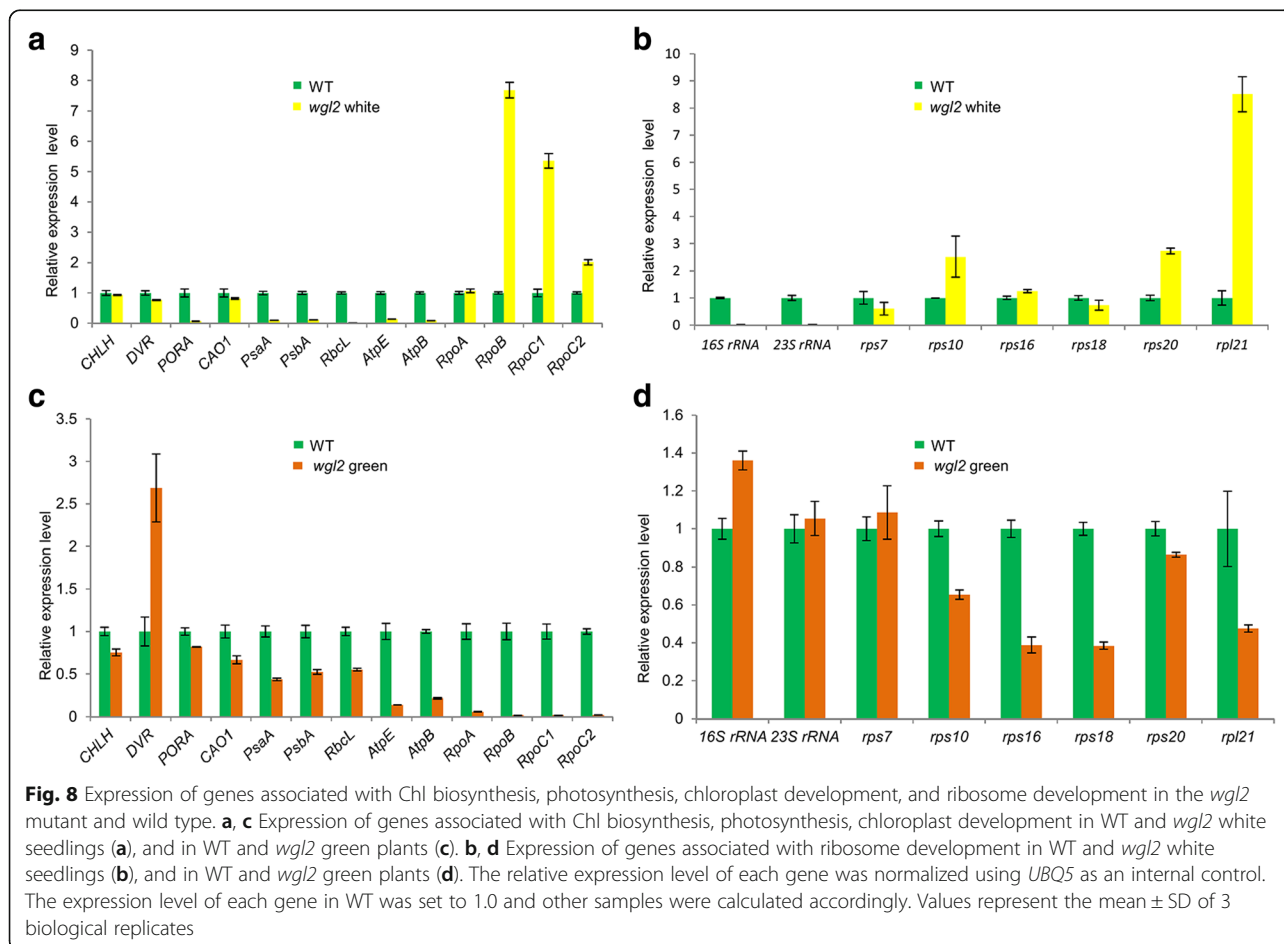 a
9
8
7
6
5
4
3
2
1
0
Relative expression level
WT
wgl2 white
CHLH DVR PORA CAO1 PsaA PsbA RbcL AtpE AtpB RpoA RpoB RpoC1 RpoC2
b
10
9
8
7
6
5
4
3
2
1
0
Relative expression level
WT
wgl2 white
16S rRNA 23S rRNA rps7 rps10 rps16 rps18 rps20 rpl21
c
3.5
3
2.5
2
1.5
1
0.5
0
Relative expression level
WT
wgl2 green
CHLH DVR PORA CAO1 PsaA PsbA RbcL AtpE AtpB RpoA RpoB RpoC1 RpoC2
d
1.6
1.4
1.2
1
0.8
0.6
0.4
0.2
0
Relative expression level
WT
wgl2 green
16S rRNA 23S rRNA rps7 rps10 rps16 rps18 rps20 rpl21
Fig. 8 Expression of genes associated with Chl biosynthesis, photosynthesis, chloroplast development, and ribosome development in the wgl2
mutant and wild type. a, c Expression of genes associated with Chl biosynthesis, photosynthesis, chloroplast development in WT and wgl2 white
seedlings (a), and in WT and wgl2 green plants (c). b, d Expression of genes associated with ribosome development in WT and wgl2 white
seedlings (b), and in WT and wgl2 green plants (d). The relative expression level of each gene was normalized using UBQ5 as an internal control.
The expression level of each gene in WT was set to 1.0 and other samples were calculated accordingly. Values represent the mean ± SD of 3
biological replicates